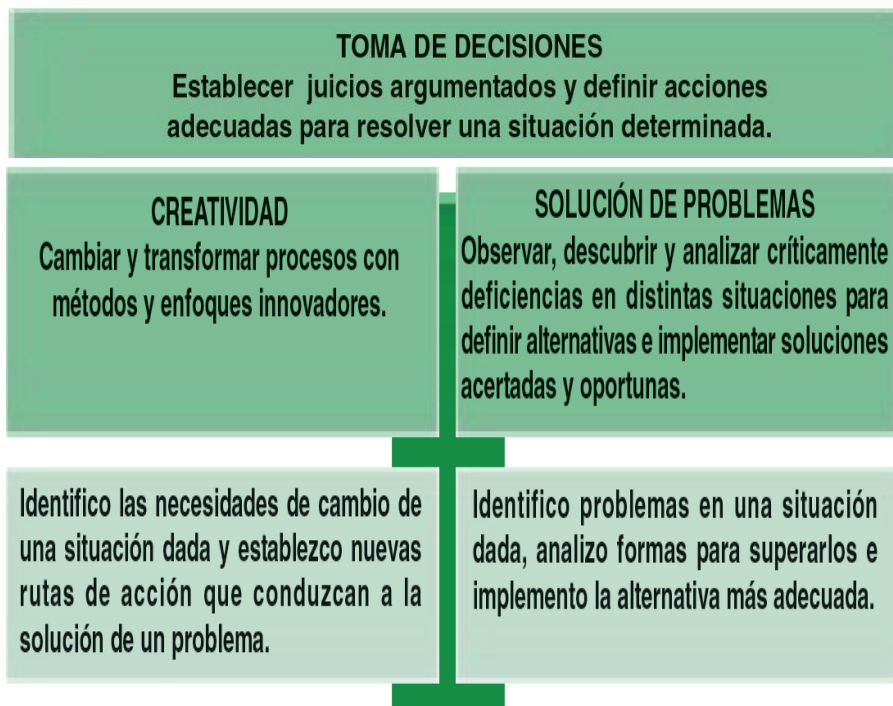 TOMA DE DECISIONES
Establecer juicios argumentados y definir acciones
adecuadas para resolver una situación determinada.
CREATIVIDAD
Cambiar y transformar procesos con
métodos y enfoques innovadores.
SOLUCIÓN DE PROBLEMAS
Observar, descubrir y analizar críticamente
deficiencias en distintas situaciones para
definir alternativas e implementar soluciones
acertadas y oportunas.
Identifico las necesidades de cambio de
una situación dada y establezco nuevas
rutas de acción que conduzcan a la
solución de un problema.
Identifico problemas en una situación
dada, analizo formas para superarlos e
implemento la alternativa más adecuada.